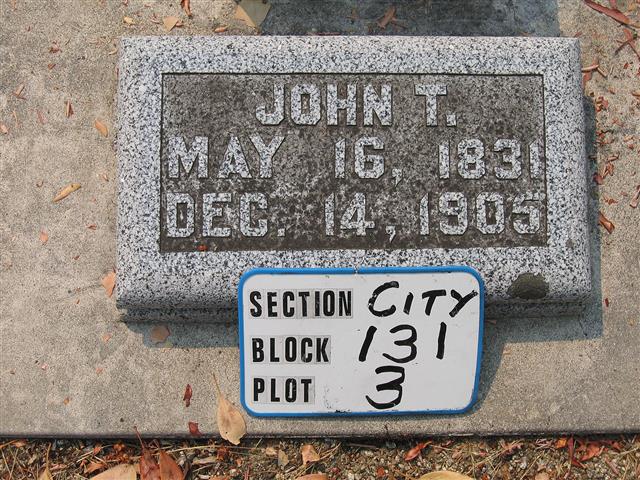 JOHN T.
MAY 16, 1831
DEC. 14, 1905
SECTION CITY
BLOCK 131
PLOT 3